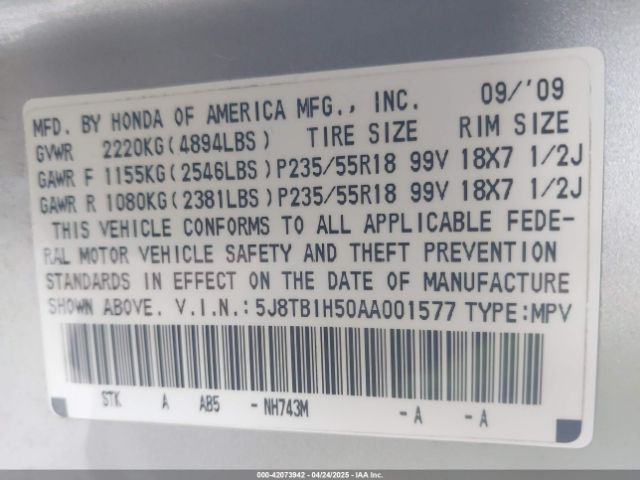 MFD. BY HONDA OF AMERICA MFG., INC. 09/'09
GVWR 2220KG(4894LBS) TIRE SIZE RIM SIZE
GAWR F 1155KG(2546LBS)P235/55R18 99V 18X7 1/2J
GAWR R 1080KG(2381LBS)P235/55R18 99V 18X7 1/2J
THIS VEHICLE CONFORMS TO ALL APPLICABLE FEDE-
RAL MOTOR VEHICLE SAFETY AND THEFT PREVENTION
STANDARDS IN EFFECT ON THE DATE OF MANUFACTURE
SHOWN ABOVE. V.I.N.:5J8TB1H50AA001577 TYPE:MPV
STK A AB5 -NH743M -A -A
000-42073942 - 04/24/2025 - IAAI.COM